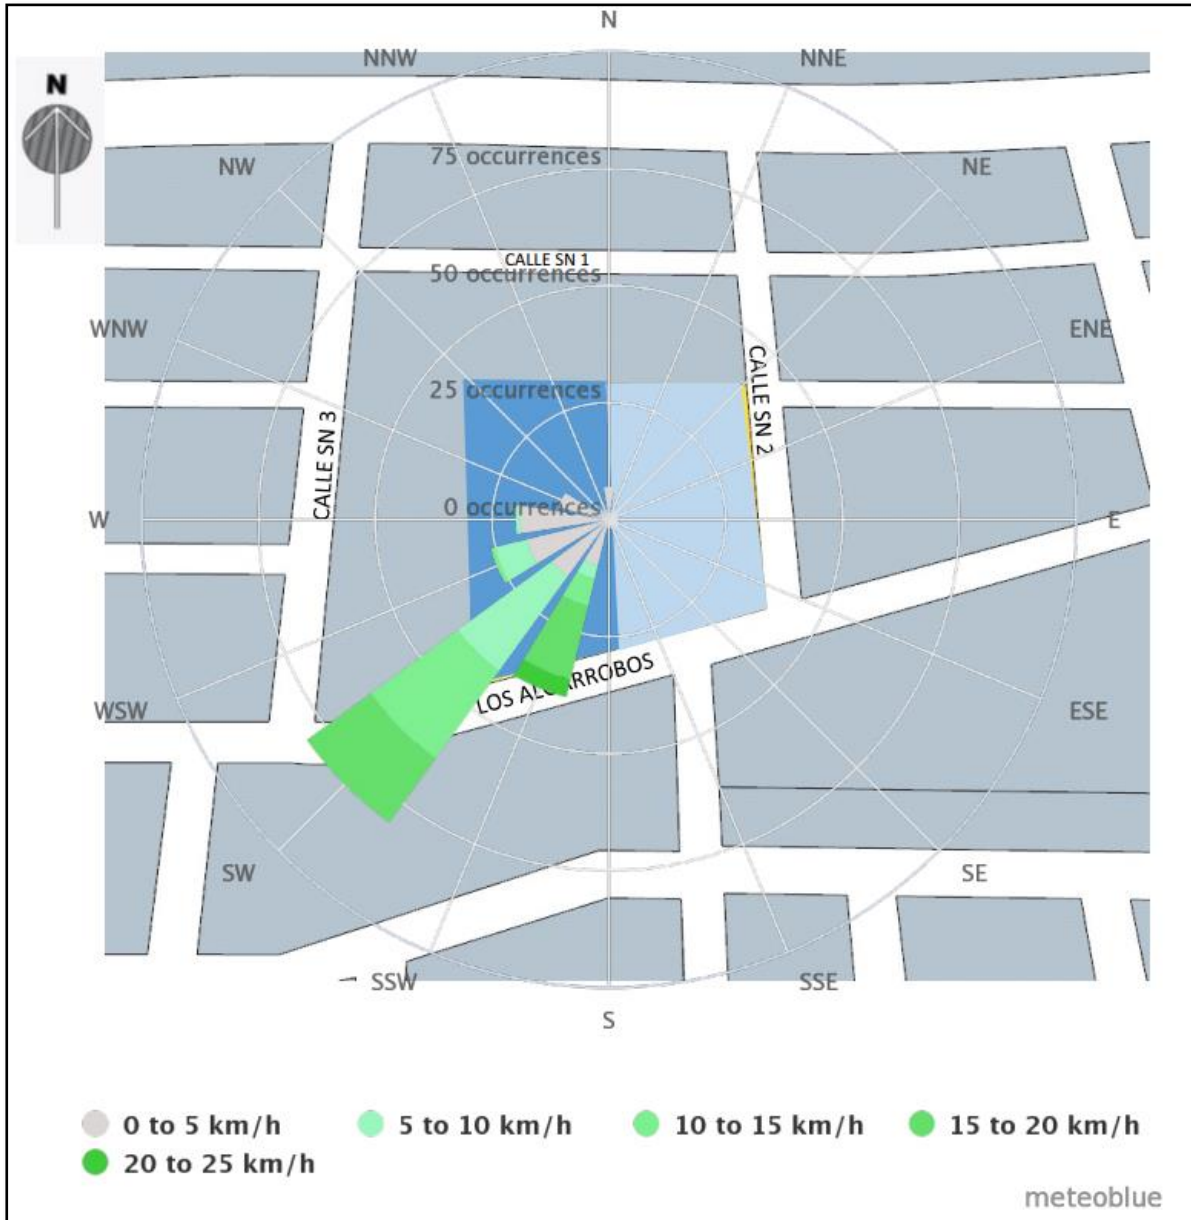 N
N
NNW
NNE
75 occurrences
NW
NE
CALLE SN 1
50 occurrences
WNW
ENE
CALLE SN 2
25 occurrences
CALLE SN 3
0 occurrences
W
E
LOS ALGARROBOS
WSW
ESE
SW
SE
SSW
SSE
S
0 to 5 km/h
5 to 10 km/h
10 to 15 km/h
15 to 20 km/h
20 to 25 km/h
meteoblue